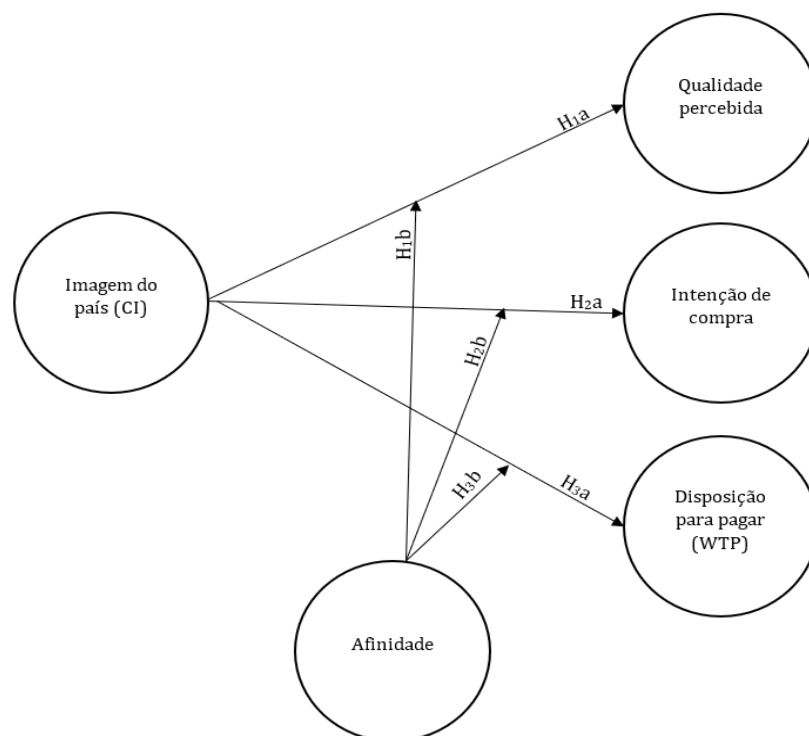 Qualidade
percebida
H₁a
H₁b
Imagem do
país (CI)
Intenção de
compra
H₂a
H₂b
H₃b
H₃a
Disposição
para pagar
(WTP)
Afinidade